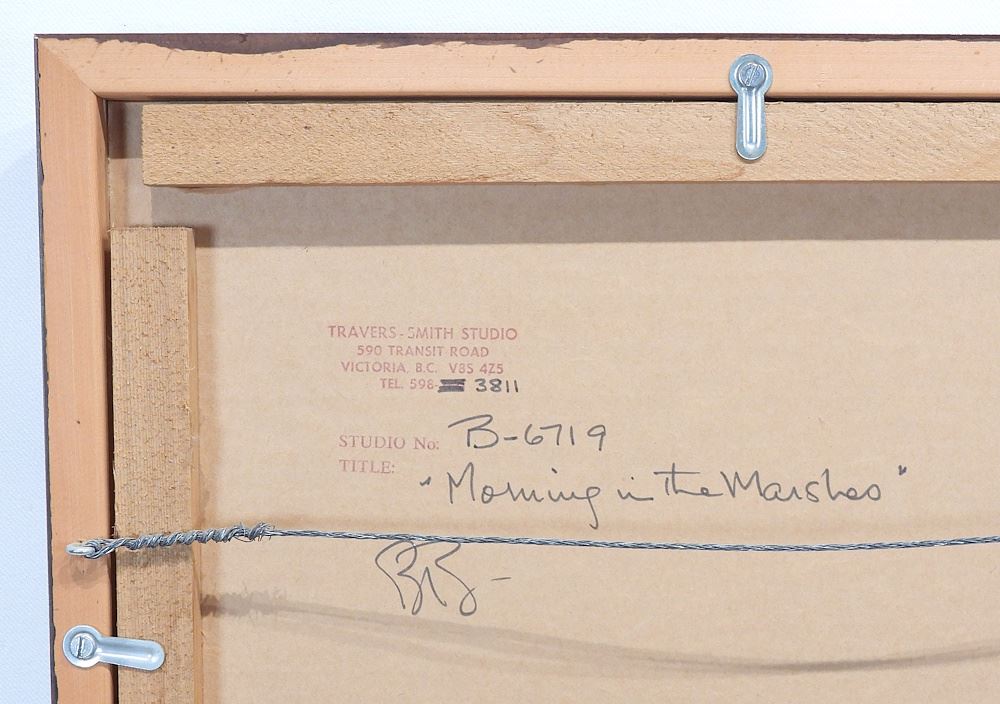 TRAVERS-SMITH STUDIO
590 TRANSIT ROAD
VICTORIA, B.C. V8S 4Z5
TEL. 598- 3811
STUDIO No: B-6719
TITLE: "Morning in the Marshes"